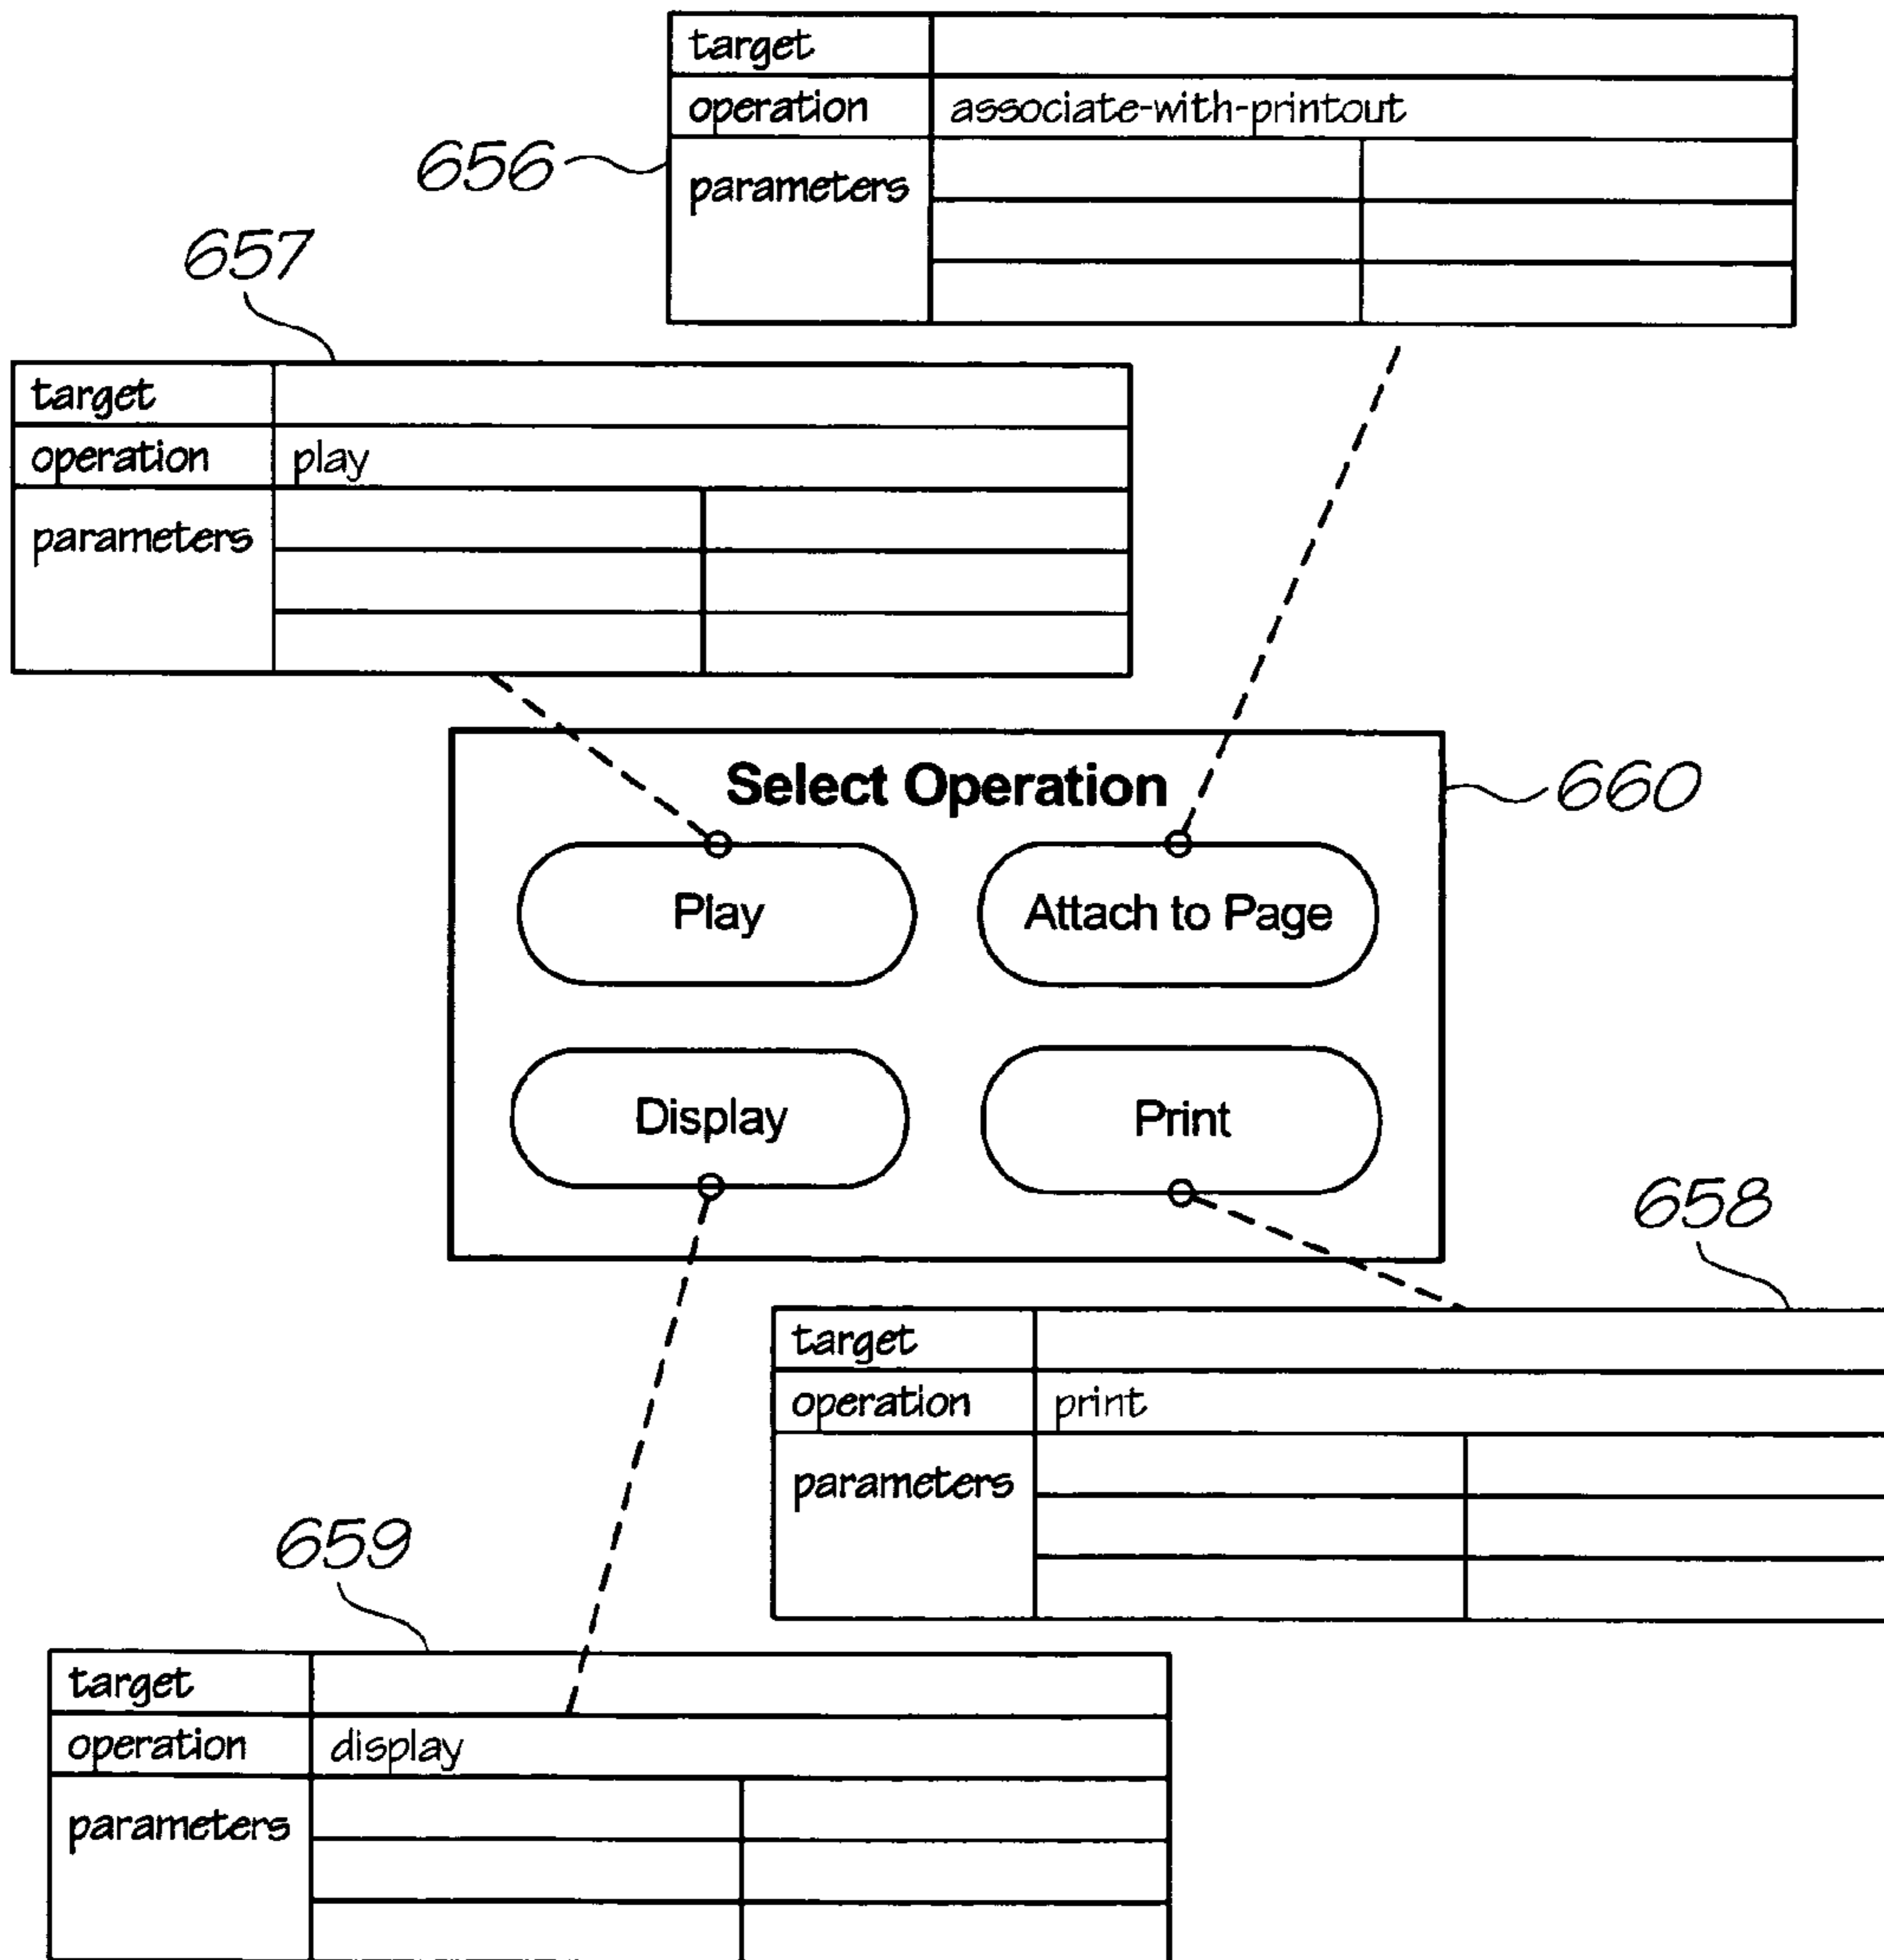 target
operation associate-with-printout
656
parameters
657
target
operation play
parameters
Select Operation
660
Play Attach to Page
Display Print
658
target
operation print
parameters
659
target
operation display
parameters